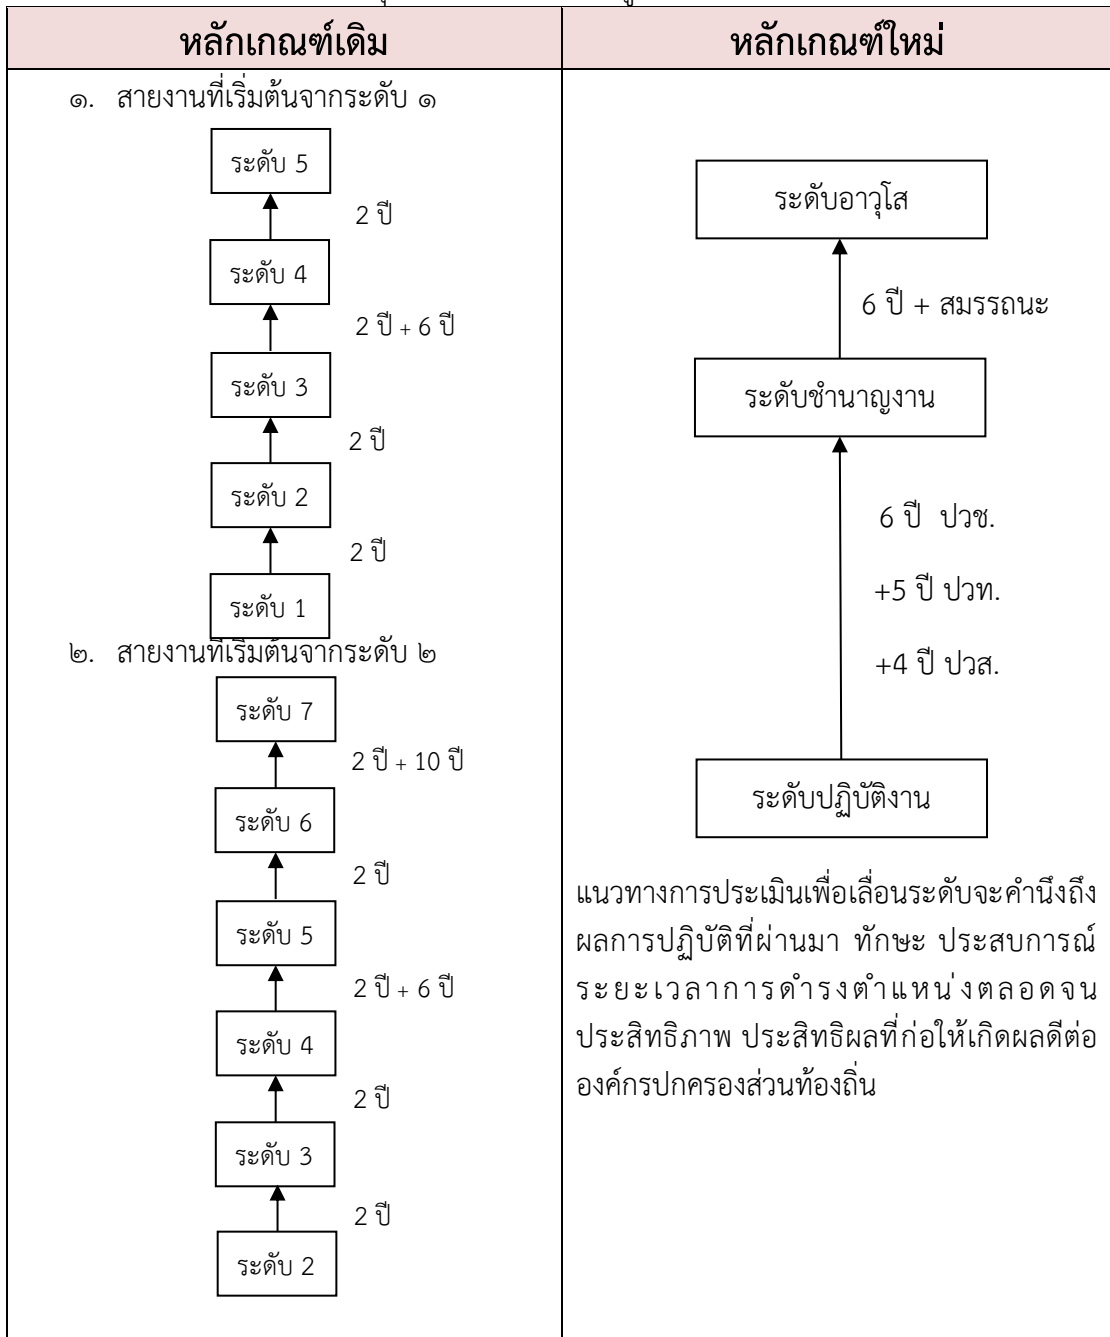 หลักเกณฑ์เดิม
หลักเกณฑ์ใหม่
๑. สายงานที่เริ่มต้นจากระดับ ๑
ระดับ 5
2 ปี
ระดับ 4
2 ปี + 6 ปี
ระดับ 3
2 ปี
ระดับ 2
2 ปี
ระดับ 1
๒. สายงานที่เริ่มต้นจากระดับ ๒
ระดับ 7
2 ปี + 10 ปี
ระดับ 6
2 ปี
ระดับ 5
2 ปี + 6 ปี
ระดับ 4
2 ปี
ระดับ 3
2 ปี
ระดับ 2
ระดับอาวุโส
6 ปี + สมรรถนะ
ระดับชำนาญงาน
6 ปี ปวช.
+5 ปี ปวท.
+4 ปี ปวส.
ระดับปฏิบัติงาน
แนวทางการประเมินเพื่อเลื่อนระดับจะคำนึงถึง
ผลการปฏิบัติที่ผ่านมา ทักษะ ประสบการณ์
ระยะเวลาการดำรงตำแหน่งตลอดจน
ประสิทธิภาพ ประสิทธิผลที่ก่อให้เกิดผลดีต่อ
องค์กรปกครองส่วนท้องถิ่น